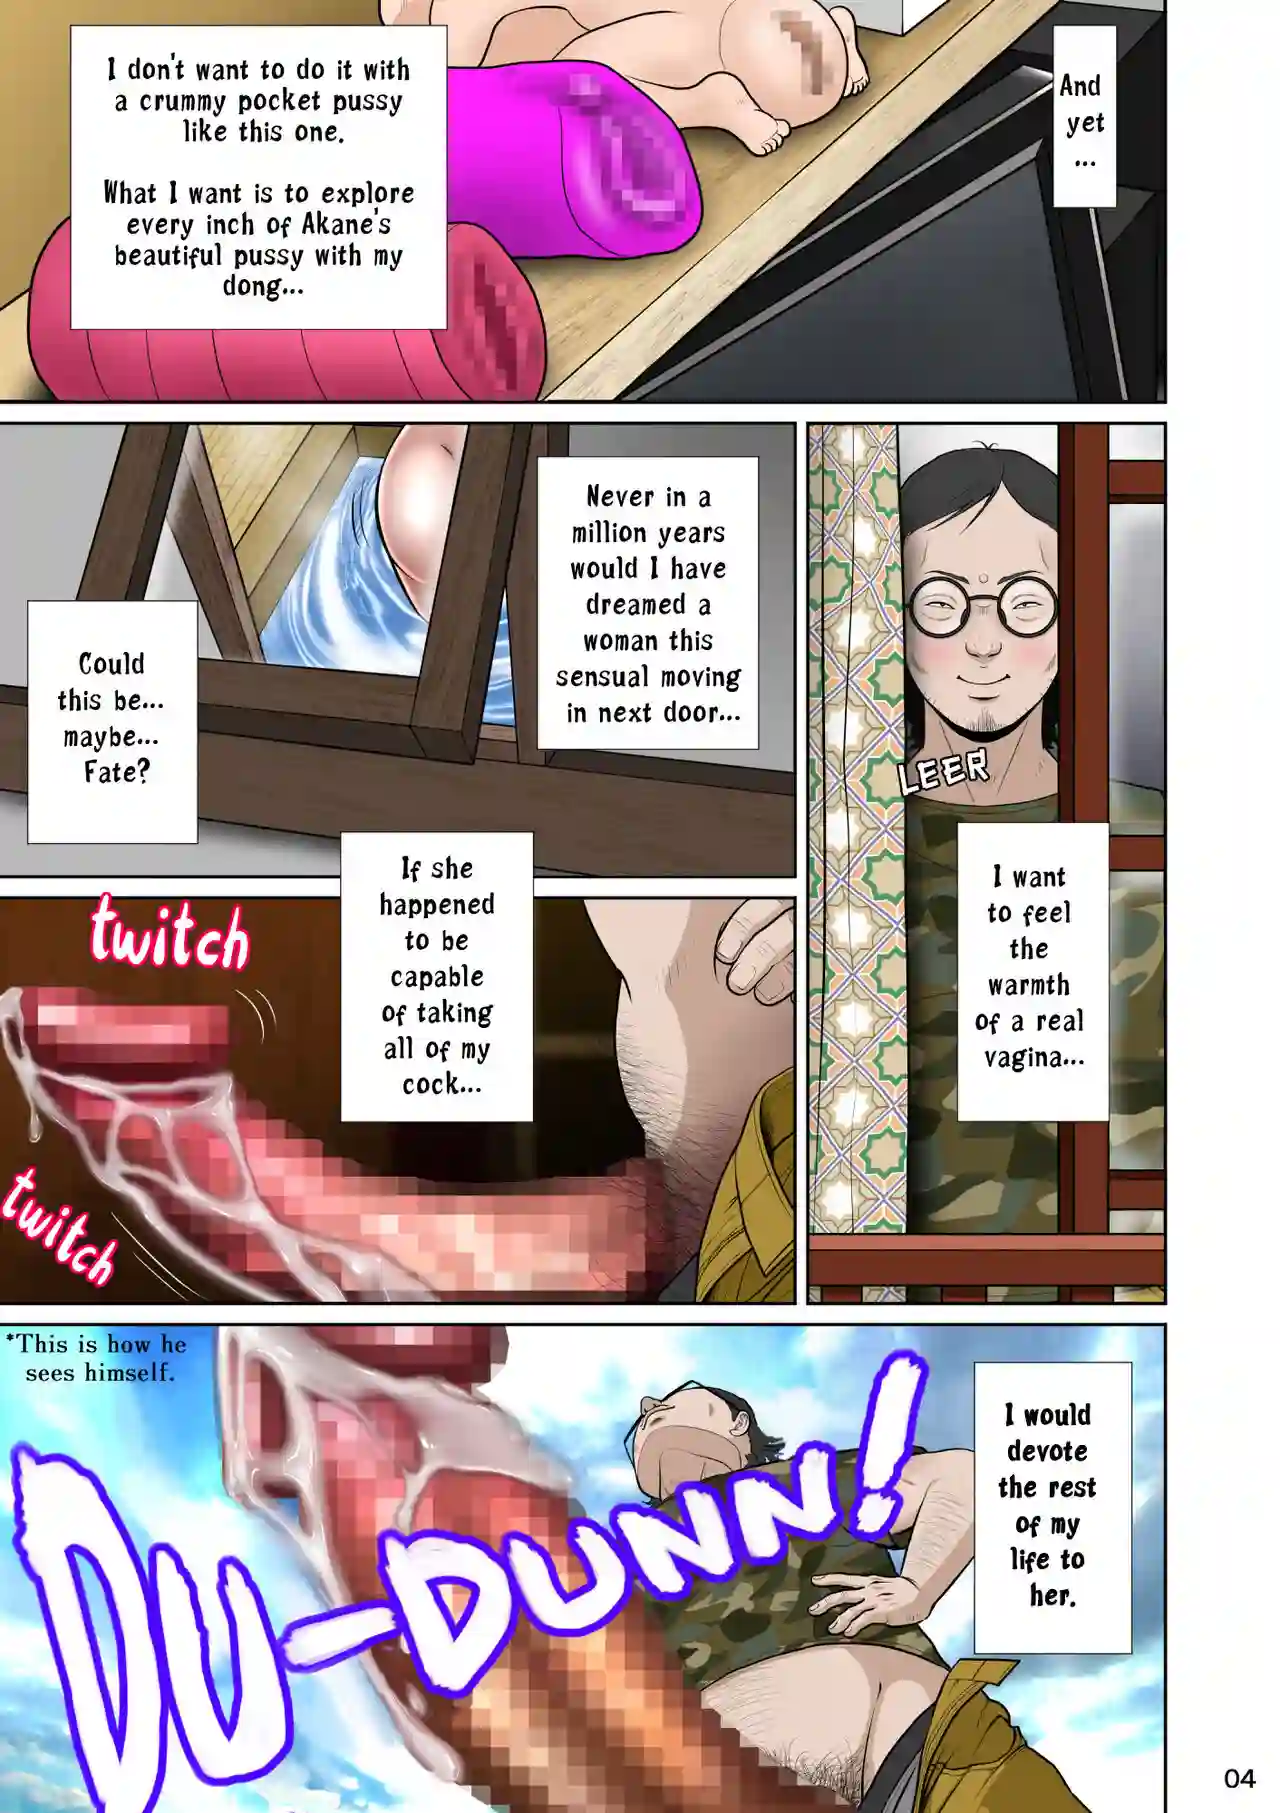 And
yet
...
I don't want to do it with
a crummy pocket pussy
like this one.
What I want is to explore
every inch of Akane's
beautiful pussy with my
dong...
I want
to feel
the
warmth
of a real
vagina...
LEER
Never in a
million years
would I have
dreamed a
woman this
sensual moving
in next door...
Could
this be...
maybe...
Fate?
If she
happened
to be
capable
of taking
all of my
cock...
twitch
twitch
I would
devote
the rest
of my
life to
her.
*This is how he
sees himself.
DU-DUNN!
04